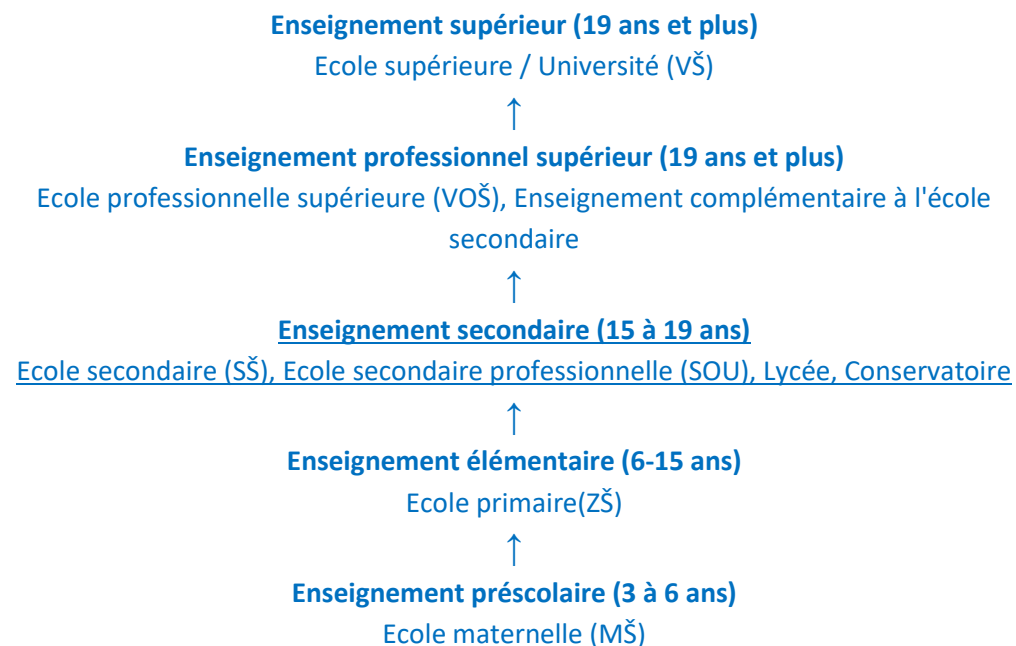 Enseignement supérieur (19 ans et plus)
Ecole supérieure / Université (VŠ)
↑
Enseignement professionnel supérieur (19 ans et plus)
Ecole professionnelle supérieure (VOŠ), Enseignement complémentaire à l'école
secondaire
↑
Enseignement secondaire (15 à 19 ans)
Ecole secondaire (SŠ), Ecole secondaire professionnelle (SOU), Lycée, Conservatoire
↑
Enseignement élémentaire (6-15 ans)
Ecole primaire(ZŠ)
↑
Enseignement préscolaire (3 à 6 ans)
Ecole maternelle (MŠ)